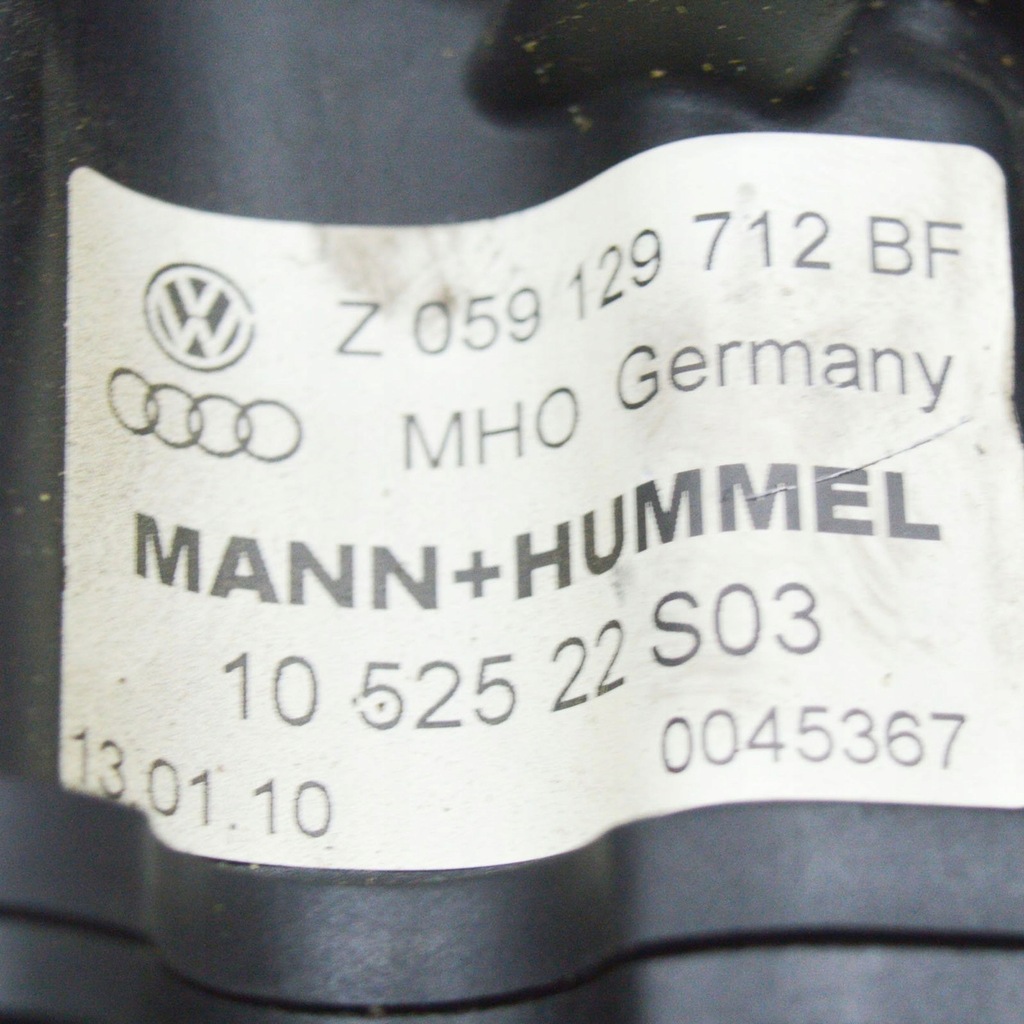 Z 059 129 712 BF
MHO Germany
MANN+HUMMEL
10 525 22 S03
13.01.10 0045367